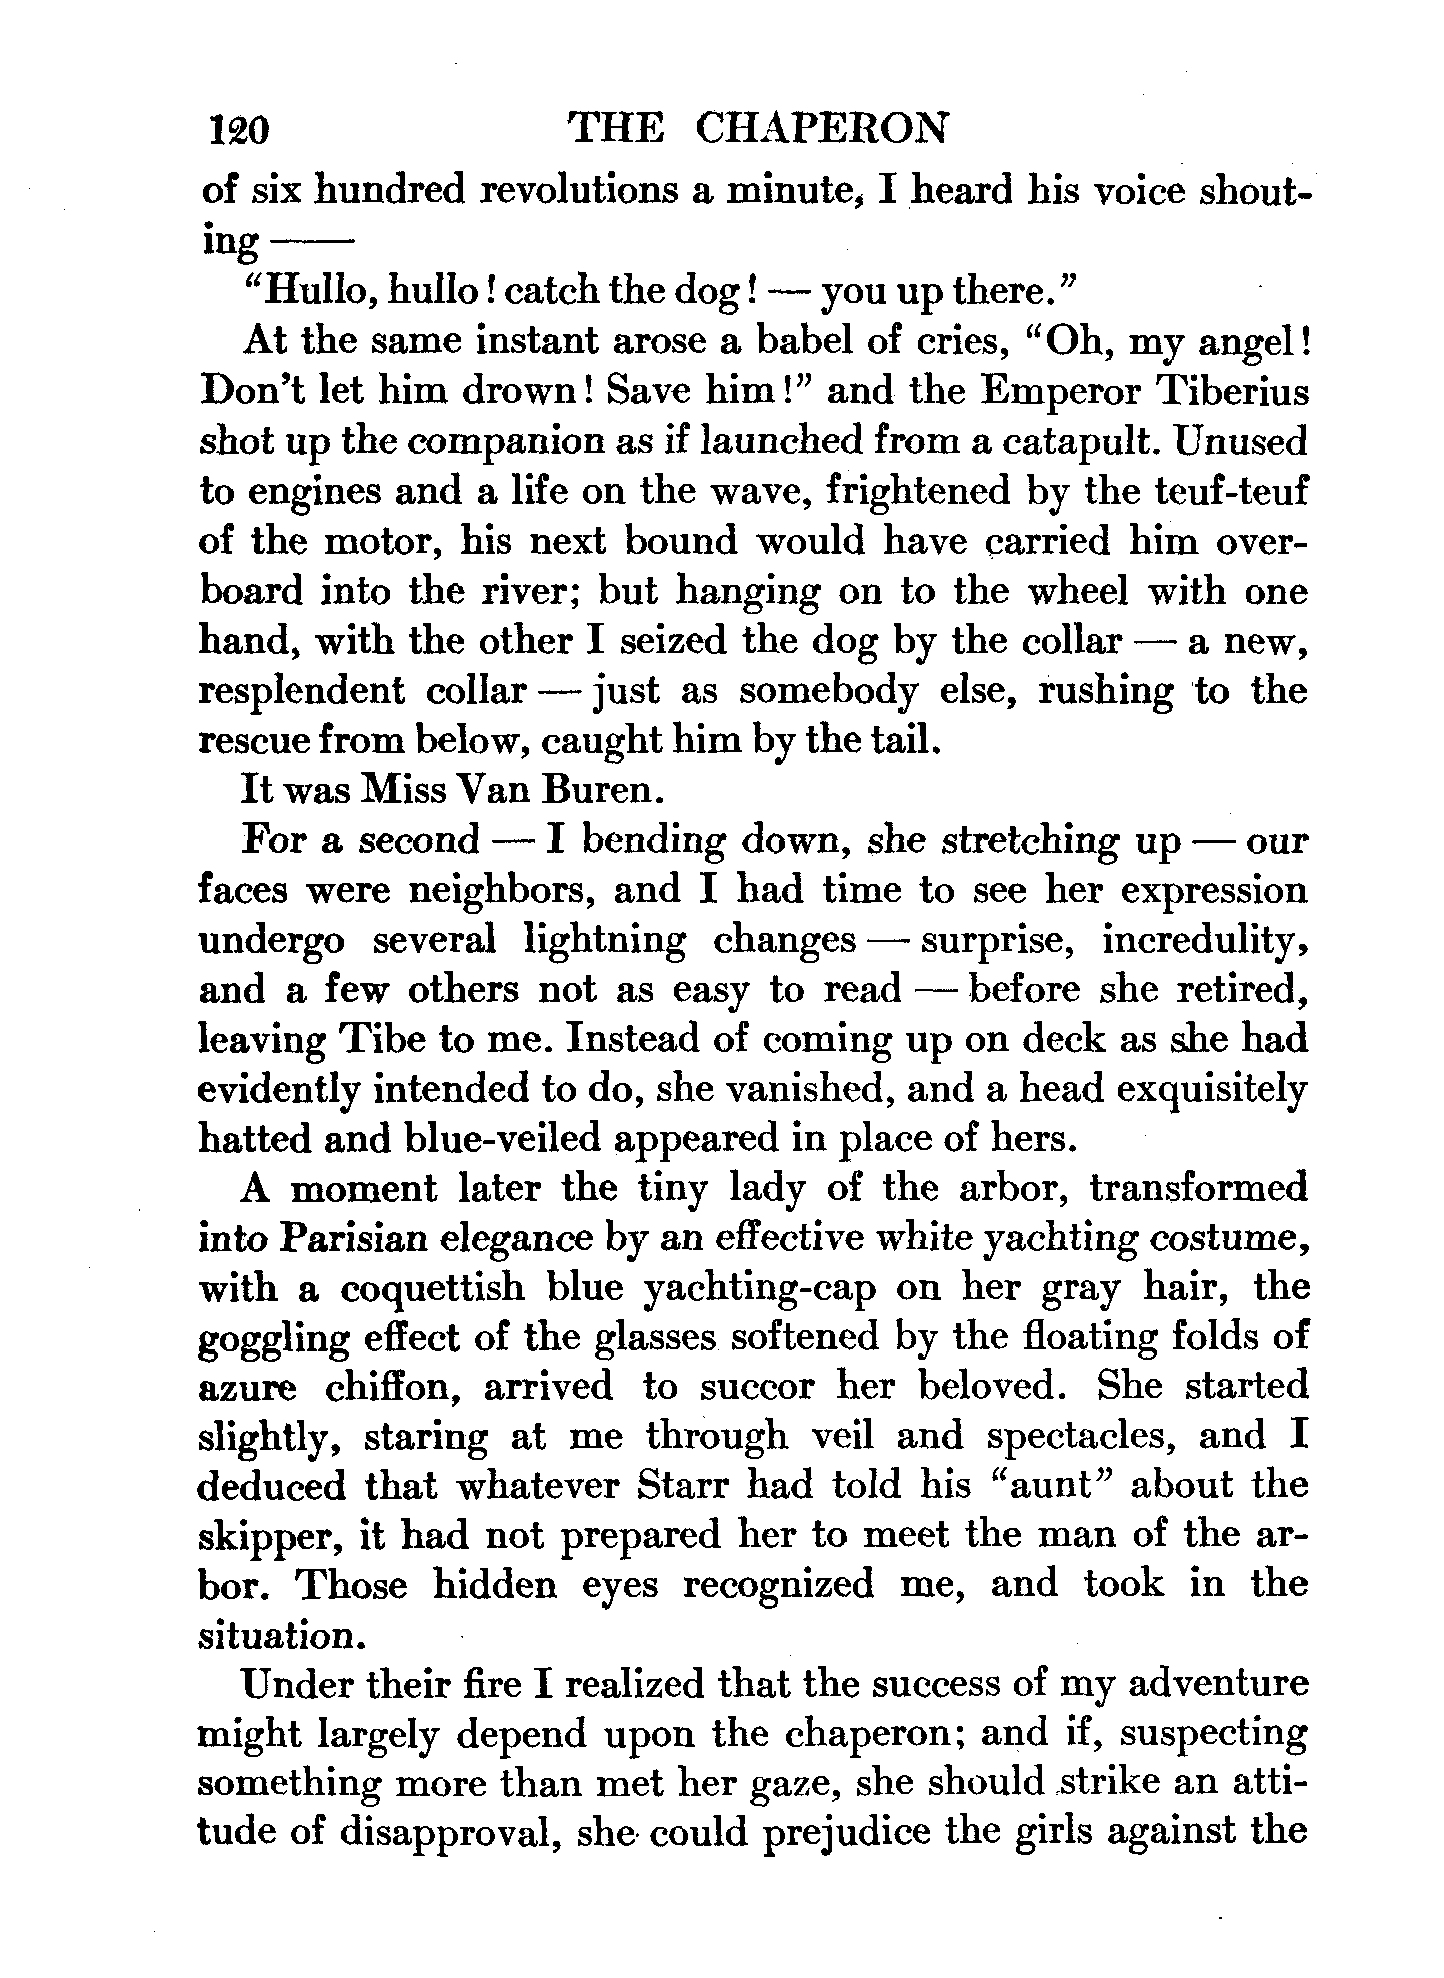 120 THE CHAPERON
of six hundred revolutions a minute, I heard his voice shout-
ing ——
“Hullo, hullo! catch the dog! — you up there.”
At the same instant arose a babel of cries, “Oh, my angel!
Don’t let him drown! Save him!” and the Emperor Tiberius
shot up the companion as if launched from a catapult. Unused
to engines and a life on the wave, frightened by the teuf-teuf
of the motor, his next bound would have carried him over-
board into the river; but hanging on to the wheel with one
hand, with the other I seized the dog by the collar — a new,
resplendent collar — just as somebody else, rushing to the
rescue from below, caught him by the tail.
It was Miss Van Buren.
For a second — I bending down, she stretching up — our
faces were neighbors, and I had time to see her expression
undergo several lightning changes — surprise, incredulity,
and a few others not as easy to read — before she retired,
leaving Tibe to me. Instead of coming up on deck as she had
evidently intended to do, she vanished, and a head exquisitely
hatted and blue-veiled appeared in place of hers.
A moment later the tiny lady of the arbor, transformed
into Parisian elegance by an effective white yachting costume,
with a coquettish blue yachting-cap on her gray hair, the
goggling effect of the glasses softened by the floating folds of
azure chiffon, arrived to succor her beloved. She started
slightly, staring at me through veil and spectacles, and I
deduced that whatever Starr had told his “aunt” about the
skipper, it had not prepared her to meet the man of the ar-
bor. Those hidden eyes recognized me, and took in the
situation.
Under their fire I realized that the success of my adventure
might largely depend upon the chaperon; and if, suspecting
something more than met her gaze, she should strike an atti-
tude of disapproval, she could prejudice the girls against the